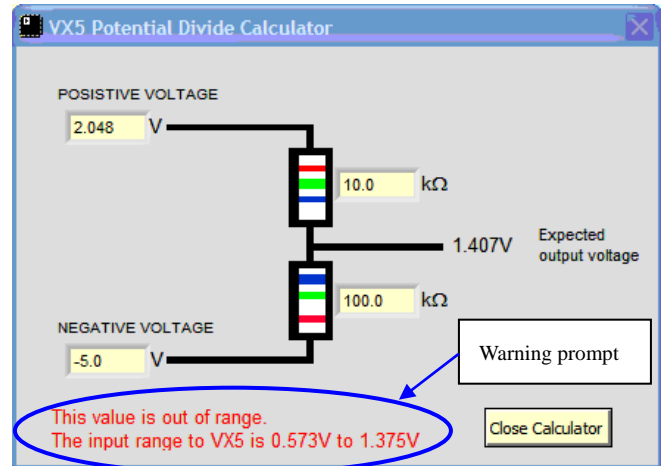 VX5 Potential Divide Calculator
POSISTIVE VOLTAGE
2.048 V
10.0 kΩ
1.407V
Expected
output voltage
100.0 kΩ
NEGATIVE VOLTAGE
-5.0 V
Warning prompt
This value is out of range.
The input range to VX5 is 0.573V to 1.375V
Close Calculator